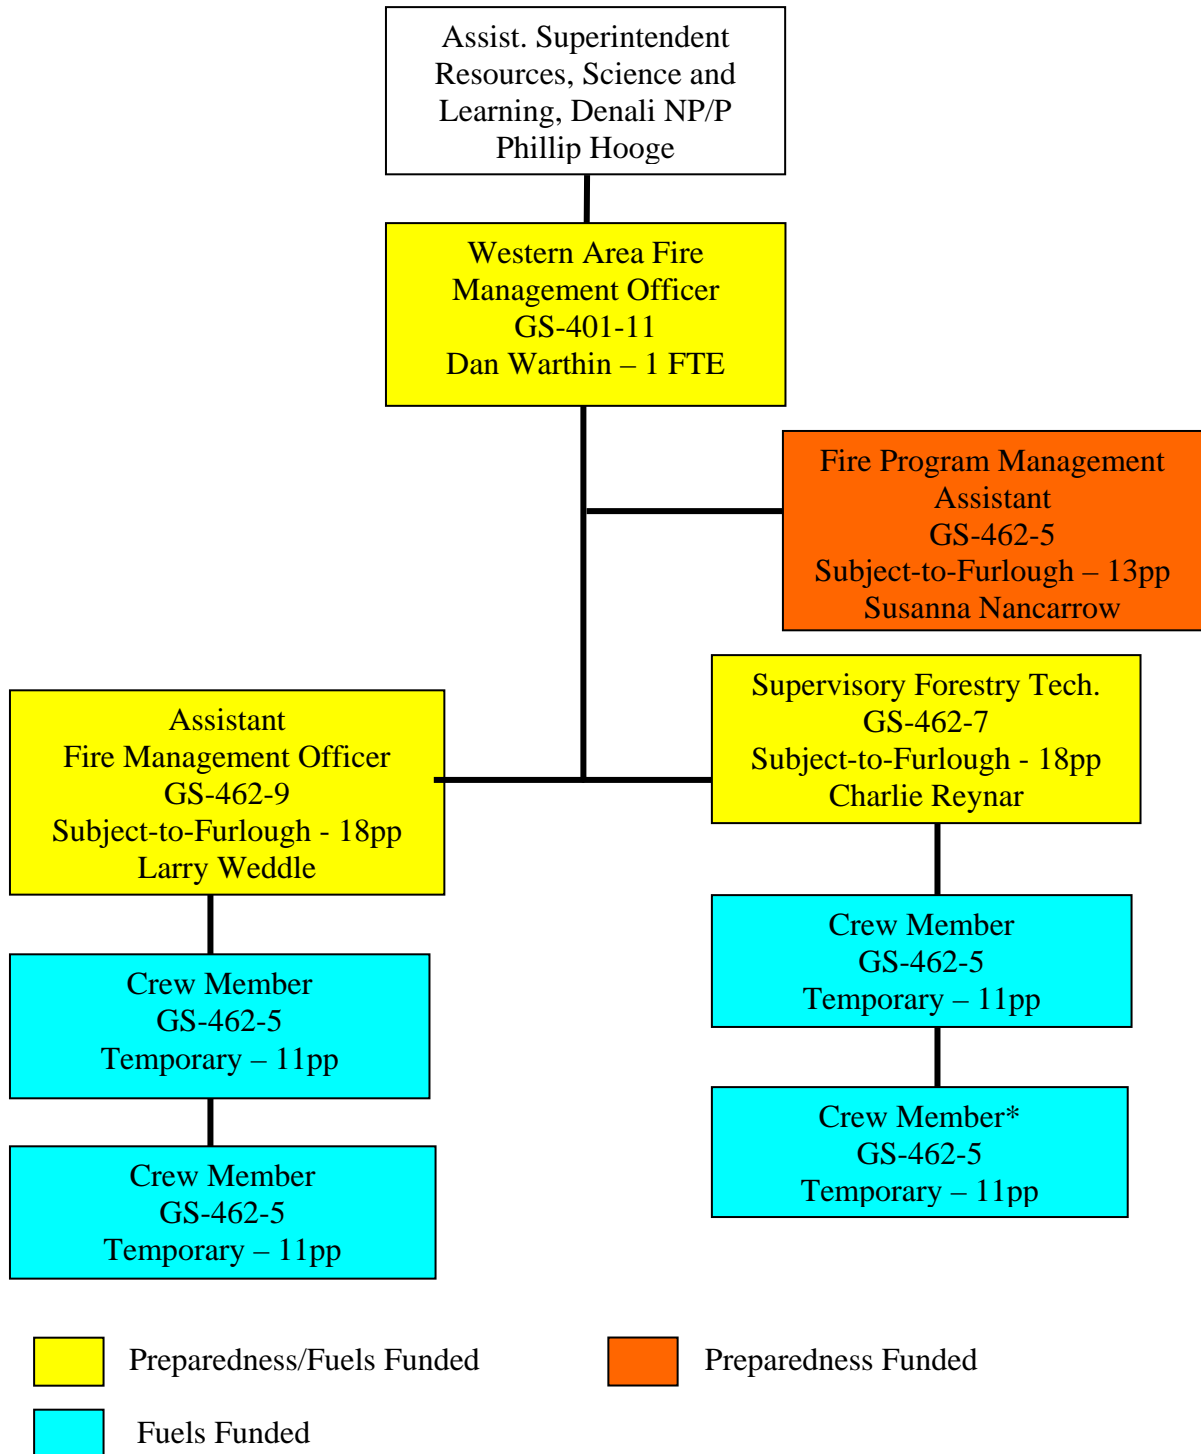 Assist. Superintendent
Resources, Science and
Learning, Denali NP/P
Phillip Hooge
Western Area Fire
Management Officer
GS-401-11
Dan Warthin – 1 FTE
Fire Program Management
Assistant
GS-462-5
Subject-to-Furlough – 13pp
Susanna Nancarrow
Assistant
Fire Management Officer
GS-462-9
Subject-to-Furlough - 18pp
Larry Weddle
Supervisory Forestry Tech.
GS-462-7
Subject-to-Furlough - 18pp
Charlie Reynar
Crew Member
GS-462-5
Temporary – 11pp
Crew Member
GS-462-5
Temporary – 11pp
Crew Member
GS-462-5
Temporary – 11pp
Crew Member*
GS-462-5
Temporary – 11pp
Preparedness/Fuels Funded
Preparedness Funded
Fuels Funded